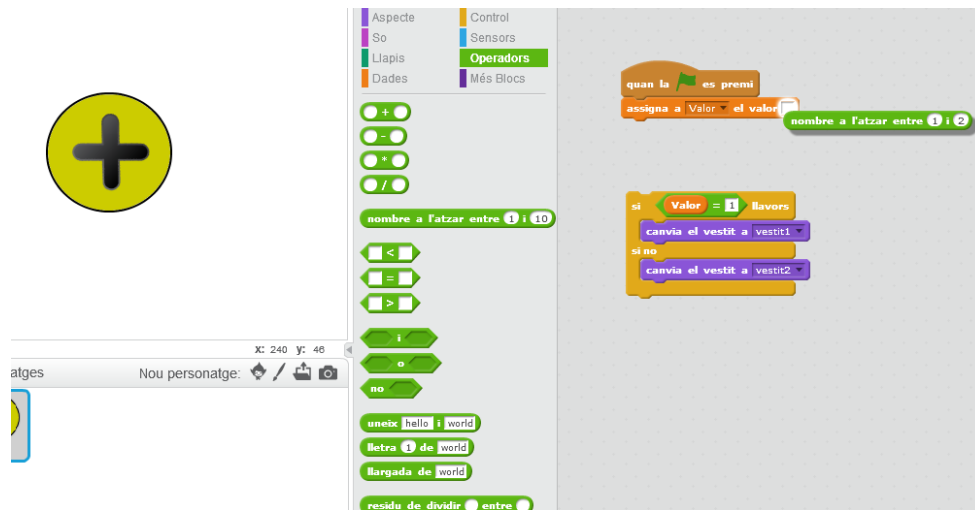 Aspecte
Control
So
Sensors
Llapis
Operadors
Dades
Més Blocs
+
-
*
/
nombre a l'atzar entre 1 i 10
<
=
>
i
o
no
uneix hello i world
lletra 1 de world
llargada de world
residu de dividir entre
quan la es premi
assigna a Valor el valor
nombre a l'atzar entre 1 i 2
si Valor = 1 llavors
canvia el vestit a vestit1
si no
canvia el vestit a vestit2
x: 240 y: 46
atges
Nou personatge: